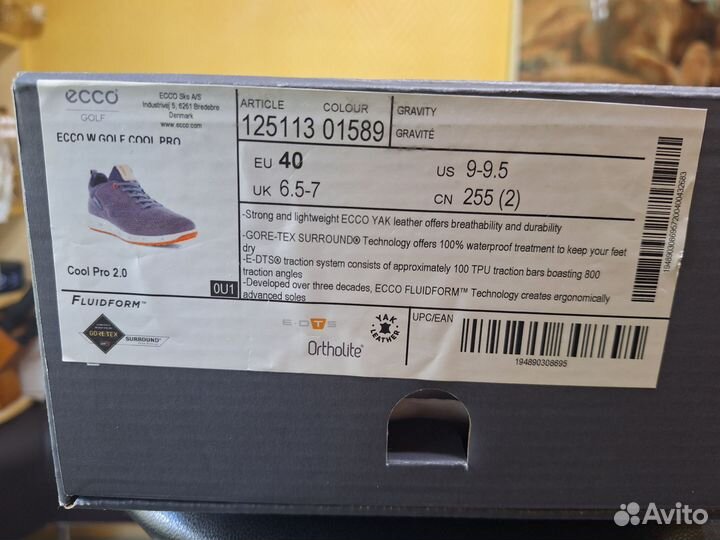 ecco
GOLF
ECCO Sko A/S
Industrivej 5, 6261 Bredebro
Denmark
www.ecco.com
ECCO W GOLF COOL PRO
Cool Pro 2.0
0U1
FLUIDFORM™
GORE-TEX
SURROUND
ARTICLE COLOUR
125113 01589
GRAVITY
GRAVITÉ
EU 40
US 9-9.5
UK 6.5-7
CN 255 (2)
-Strong and lightweight ECCO YAK leather offers breathability and durability
-GORE-TEX SURROUND® Technology offers 100% waterproof treatment to keep your feet
dry
-E-DTS® traction system consists of approximately 100 TPU traction bars boasting 800
traction angles
-Developed over three decades, ECCO FLUIDFORM™ Technology creates ergonomically
advanced soles
E-DTS
YAK
LEATHER
Ortholite®
UPC/EAN
194890308695
1948903086957200400432683
Avito